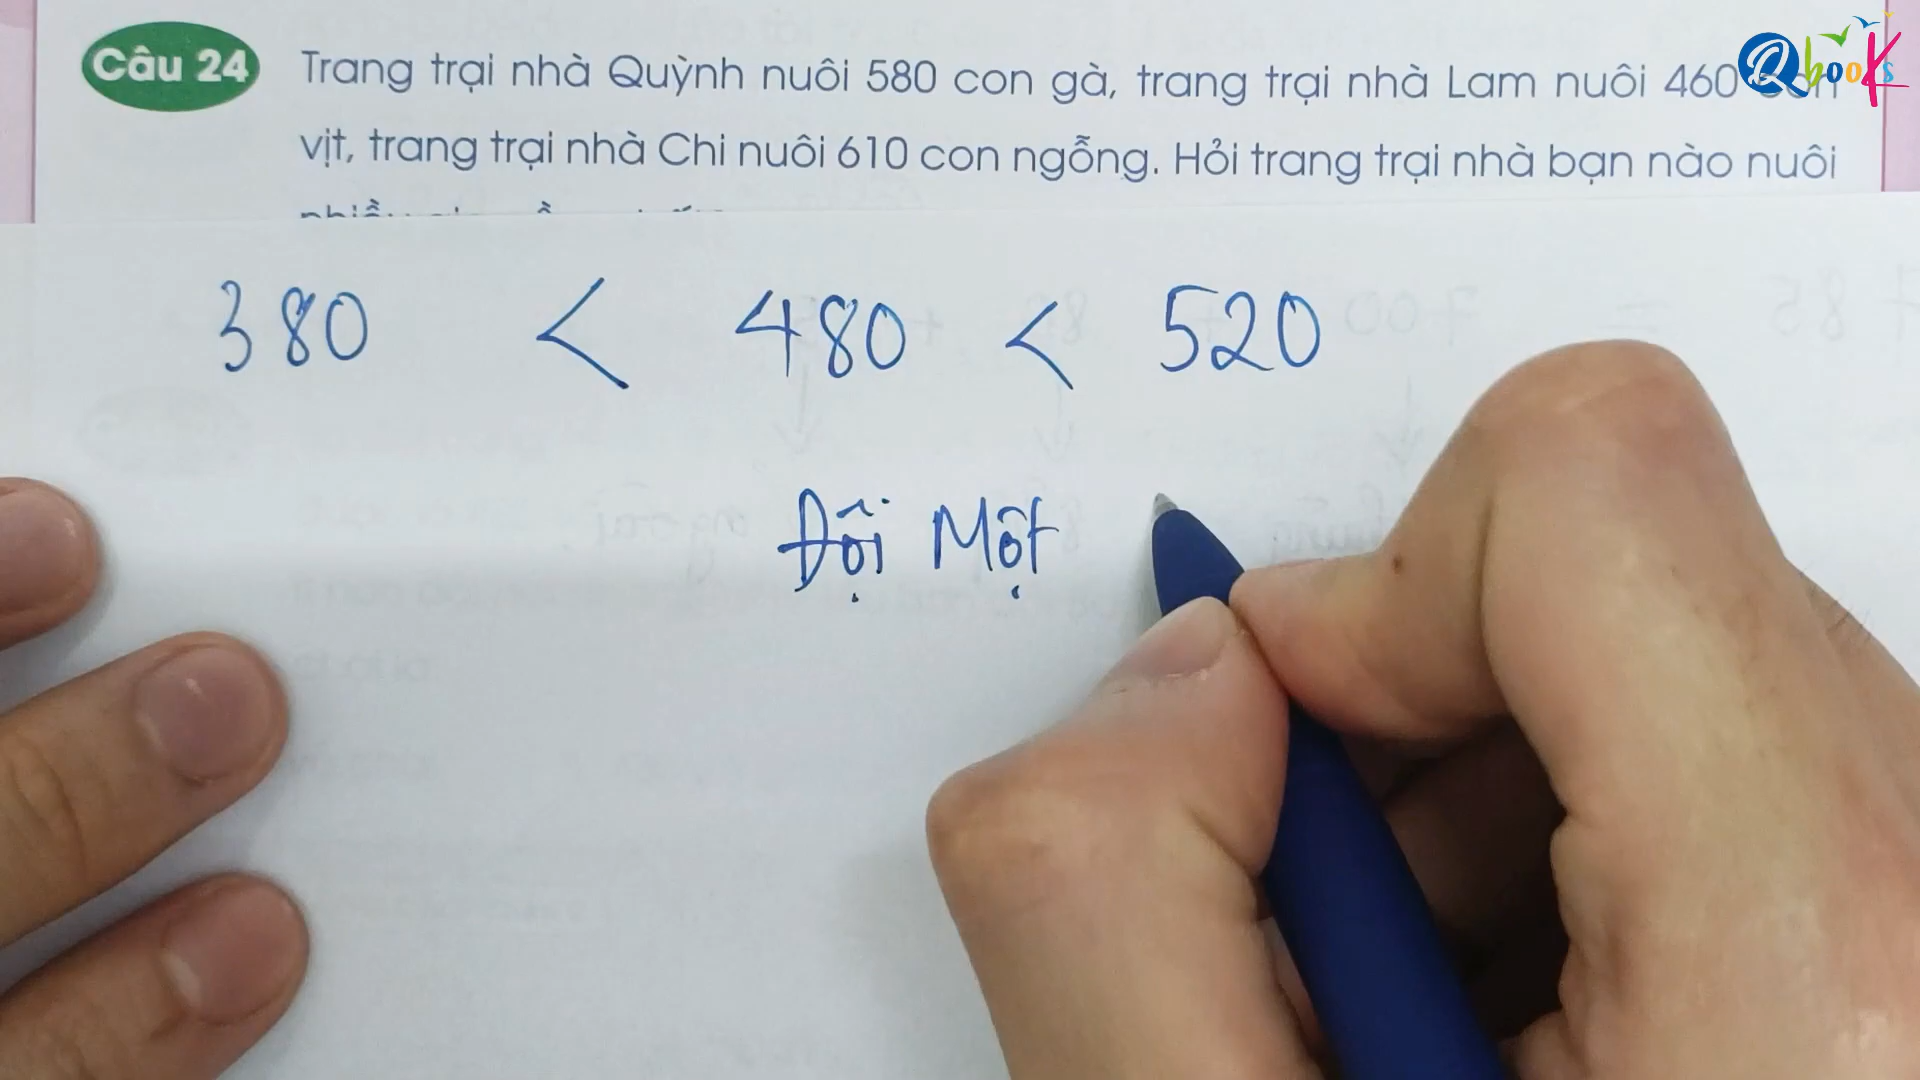 Câu 24 Trang trại nhà Quỳnh nuôi 580 con gà, trang trại nhà Lam nuôi 460 con
vịt, trang trại nhà Chi nuôi 610 con ngỗng. Hỏi trang trại nhà bạn nào nuôi
380 < 480 < 520
Đội Một
Qbooks